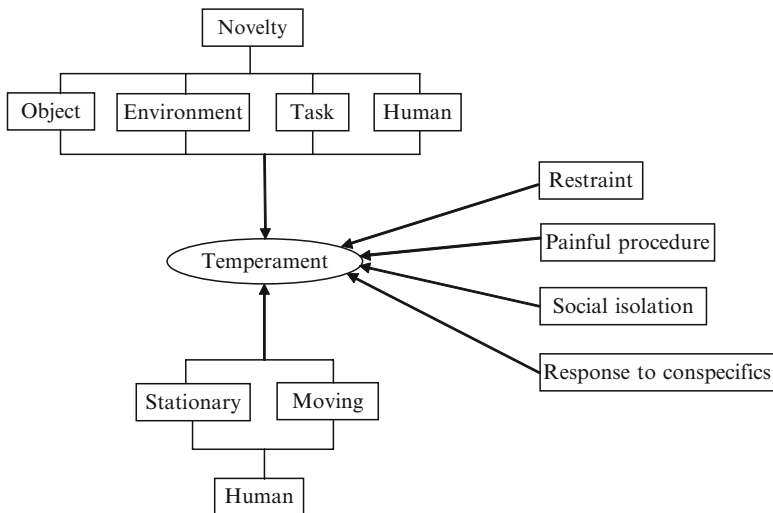 Novelty
Object
Environment
Task
Human
Restraint
Painful procedure
Temperament
Social isolation
Response to conspecifics
Stationary
Moving
Human